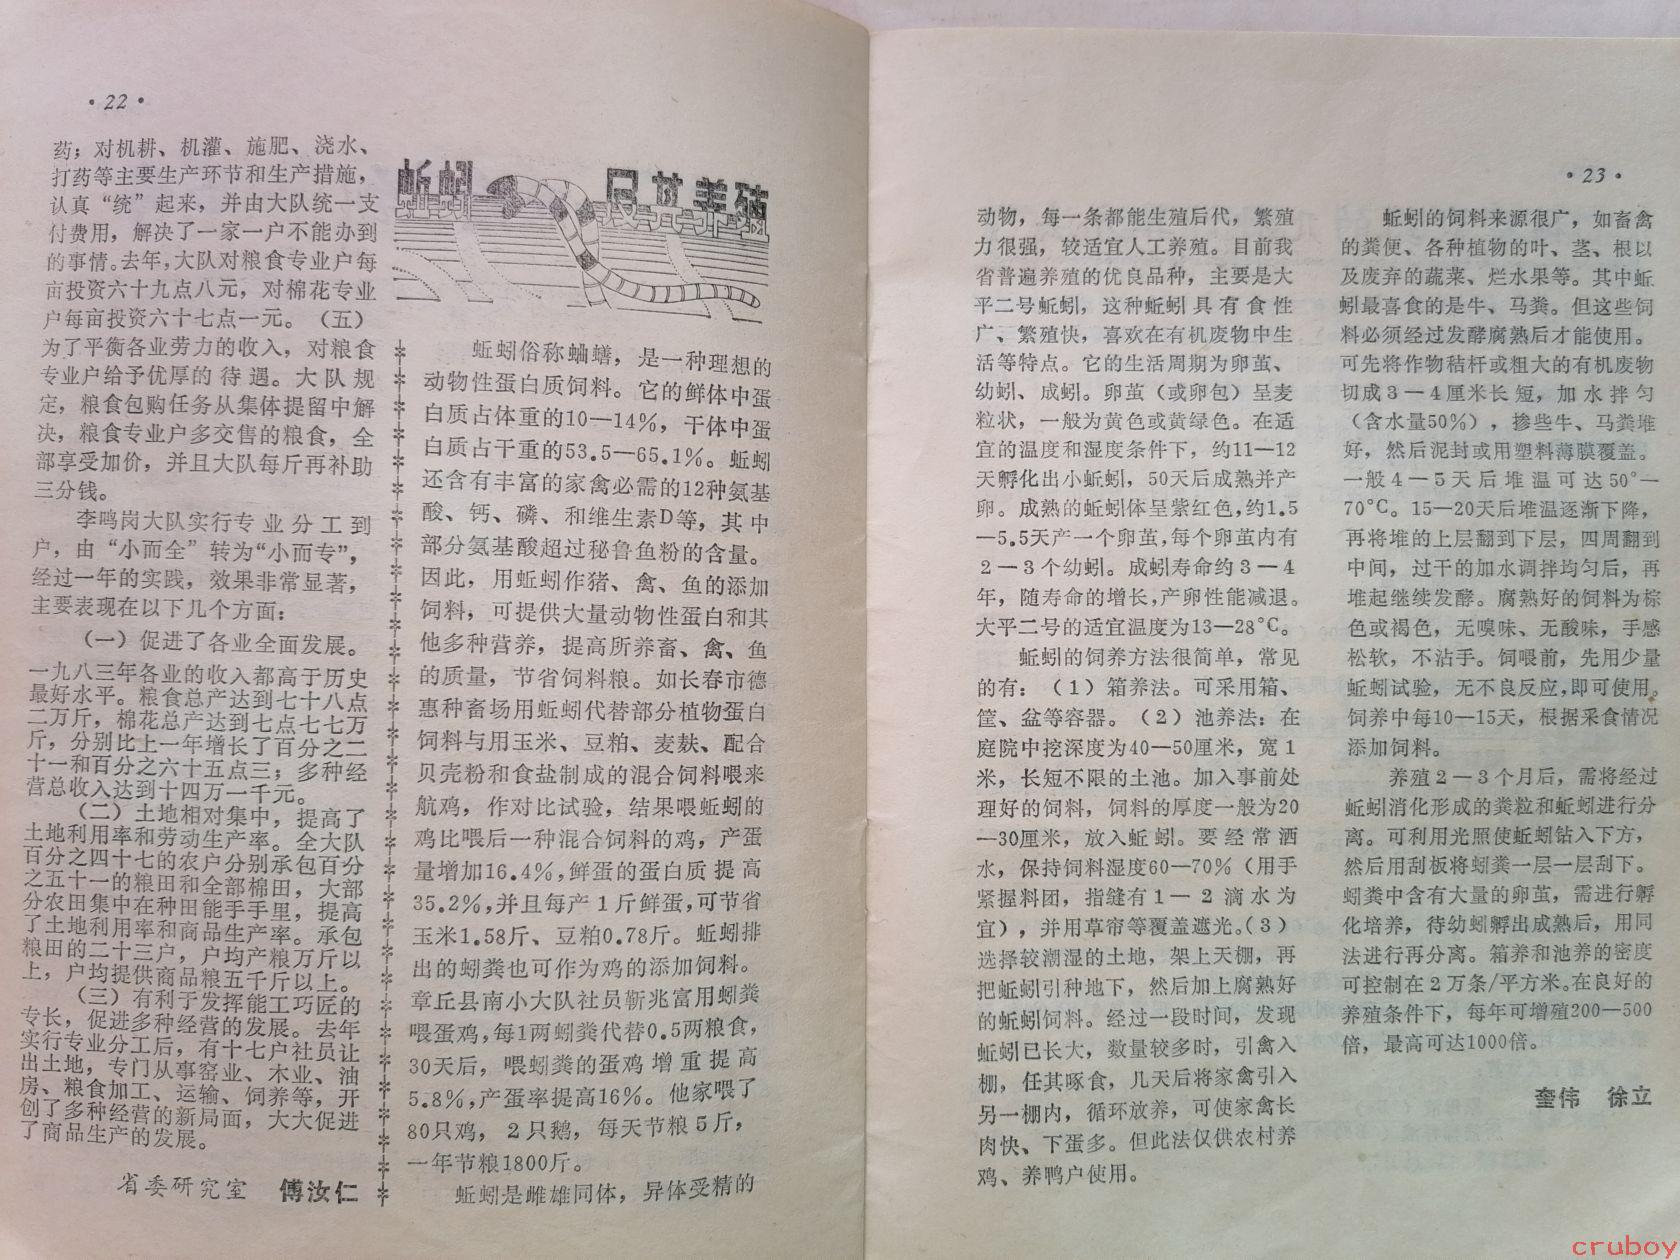 ·22·
药；对机耕、机灌、施肥、浇水、
打药等主要生产环节和生产措施，
认真“统”起来，并由大队统一支
付费用，解决了一家一户不能办到
的事情。去年，大队对粮食专业户每
亩投资六十九点八元，对棉花专业
户每亩投资六十七点一元。（五）
为了平衡各业劳力的收入，对粮食
专业户给予优厚的待遇。大队规
定，粮食包购任务从集体提留中解
决，粮食专业户多交售的粮食，全
部享受加价，并且大队每斤再补助
三分钱。
李鸣岗大队实行专业分工到
户，由“小而全”转为“小而专”，
经过一年的实践，效果非常显著，
主要表现在以下几个方面：
（一）促进了各业全面发展。
一九八三年各业的收入都高于历史
最好水平。粮食总产达到七十八点
二万斤，棉花总产达到七点七七万
斤，分别比上一年增长了百分之二
十一和百分之六十五点三；多种经
营总收入达到十四万一千元。
（二）土地相对集中，提高了
土地利用率和劳动生产率。全大队
百分之四十七的农户分别承包百分
之五十一的粮田和全部棉田，大部
分农田集中在种田能手手里，提高
了土地利用率和商品生产率。承包
粮田的二十三户，户均产粮万斤以
上，户均提供商品粮五千斤以上。
（三）有利于发挥能工巧匠的
专长，促进多种经营的发展。去年
实行专业分工后，有十七户社员让
出土地，专门从事窑业、木业、油
房、粮食加工、运输、饲养等，开
创了多种经营的新局面，大大促进
了商品生产的发展。
省委研究室 傅汝仁
蚯蚓 及其养殖
蚯蚓俗称蛐蟮，是一种理想的
动物性蛋白质饲料。它的鲜体中蛋
白质占体重的10—14%，干体中蛋
白质占干重的53.5—65.1%。蚯蚓
还含有丰富的家禽必需的12种氨基
酸、钙、磷、和维生素D等，其中
部分氨基酸超过秘鲁鱼粉的含量。
因此，用蚯蚓作猪、禽、鱼的添加
饲料，可提供大量动物性蛋白和其
他多种营养，提高所养畜、禽、鱼
的质量，节省饲料粮。如长春市德
惠种畜场用蚯蚓代替部分植物蛋白
饲料与用玉米、豆粕、麦麸、配合
贝壳粉和食盐制成的混合饲料喂来
航鸡，作对比试验，结果喂蚯蚓的
鸡比喂后一种混合饲料的鸡，产蛋
量增加16.4%，鲜蛋的蛋白质提高
35.2%，并且每产1斤鲜蛋，可节省
玉米1.58斤、豆粕0.78斤。蚯蚓排
出的蚓粪也可作为鸡的添加饲料。
章丘县南小大队社员靳兆富用蚓粪
喂蛋鸡，每1两蚓粪代替0.5两粮食，
30天后，喂蚓粪的蛋鸡增重提高
5.8%，产蛋率提高16%。他家喂了
80只鸡，2只鹅，每天节粮5斤，
一年节粮1800斤。
蚯蚓是雌雄同体，异体受精的
·23·
动物，每一条都能生殖后代，繁殖
力很强，较适宜人工养殖。目前我
省普遍养殖的优良品种，主要是大
平二号蚯蚓，这种蚯蚓具有食性
广、繁殖快，喜欢在有机废物中生
活等特点。它的生活周期为卵茧、
幼蚓、成蚓。卵茧（或卵包）呈麦
粒状，一般为黄色或黄绿色。在适
宜的温度和湿度条件下，约11—12
天孵化出小蚯蚓，50天后成熟并产
卵。成熟的蚯蚓体呈紫红色，约1.5
—5.5天产一个卵茧，每个卵茧内有
2－3个幼蚓。成蚓寿命约3－4
年，随寿命的增长，产卵性能减退。
大平二号的适宜温度为13—28°C。
蚯蚓的饲养方法很简单，常见
的有：（1）箱养法。可采用箱、
筐、盆等容器。（2）池养法：在
庭院中挖深度为40—50厘米，宽1
米，长短不限的土池。加入事前处
理好的饲料，饲料的厚度一般为20
—30厘米，放入蚯蚓。要经常洒
水，保持饲料湿度60—70%（用手
紧握料团，指缝有1－2滴水为
宜），并用草帘等覆盖遮光。（3）
选择较潮湿的土地，架上天棚，再
把蚯蚓引种地下，然后加上腐熟好
的蚯蚓饲料。经过一段时间，发现
蚯蚓已长大，数量较多时，引禽入
棚，任其啄食，几天后将家禽引入
另一棚内，循环放养，可使家禽长
肉快、下蛋多。但此法仅供农村养
鸡、养鸭户使用。
蚯蚓的饲料来源很广，如畜禽
的粪便、各种植物的叶、茎、根以
及废弃的蔬菜、烂水果等。其中蚯
蚓最喜食的是牛、马粪。但这些饲
料必须经过发酵腐熟后才能使用。
可先将作物秸秆或粗大的有机废物
切成3－4厘米长短，加水拌匀
（含水量50%），掺些牛、马粪堆
好，然后泥封或用塑料薄膜覆盖。
一般4－5天后堆温可达50°—
70°C。15—20天后堆温逐渐下降，
再将堆的上层翻到下层，四周翻到
中间，过干的加水调拌均匀后，再
堆起继续发酵。腐熟好的饲料为棕
色或褐色，无嗅味、无酸味，手感
松软，不沾手。饲喂前，先用少量
蚯蚓试验，无不良反应，即可使用。
饲养中每10—15天，根据采食情况
添加饲料。
养殖2－3个月后，需将经过
蚯蚓消化形成的粪粒和蚯蚓进行分
离。可利用光照使蚯蚓钻入下方，
然后用刮板将蚓粪一层一层刮下。
蚓粪中含有大量的卵茧，需进行孵
化培养，待幼蚓孵出成熟后，用同
法进行再分离。箱养和池养的密度
可控制在2万条/平方米。在良好的
养殖条件下，每年可增殖200—500
倍，最高可达1000倍。
奎伟 徐立
cruboy